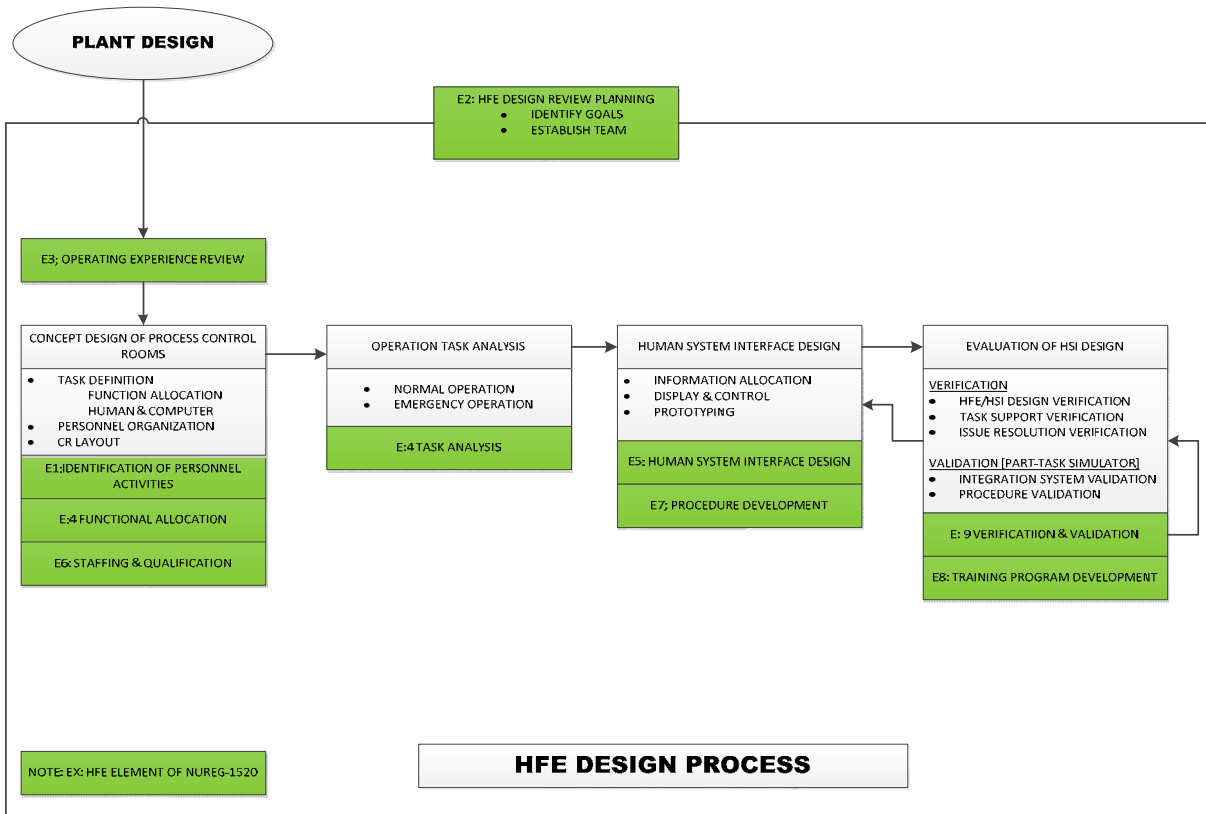 PLANT DESIGN
E2: HFE DESIGN REVIEW PLANNING
• IDENTIFY GOALS
• ESTABLISH TEAM
E3; OPERATING EXPERIENCE REVIEW
CONCEPT DESIGN OF PROCESS CONTROL
ROOMS
• TASK DEFINITION
FUNCTION ALLOCATION
HUMAN & COMPUTER
• PERSONNEL ORGANIZATION
• CR LAYOUT
E1:IDENTIFICATION OF PERSONNEL
ACTIVITIES
E:4 FUNCTIONAL ALLOCATION
E6: STAFFING & QUALIFICATION
OPERATION TASK ANALYSIS
• NORMAL OPERATION
• EMERGENCY OPERATION
E:4 TASK ANALYSIS
HUMAN SYSTEM INTERFACE DESIGN
• INFORMATION ALLOCATION
• DISPLAY & CONTROL
• PROTOTYPING
E5: HUMAN SYSTEM INTERFACE DESIGN
E7; PROCEDURE DEVELOPMENT
EVALUATION OF HSI DESIGN
VERIFICATION
• HFE/HSI DESIGN VERIFICATION
• TASK SUPPORT VERIFICATION
• ISSUE RESOLUTION VERIFICATION
VALIDATION [PART-TASK SIMULATOR]
• INTEGRATION SYSTEM VALIDATION
• PROCEDURE VALIDATION
E: 9 VERIFICATIION & VALIDATION
E8: TRAINING PROGRAM DEVELOPMENT
NOTE: EX: HFE ELEMENT OF NUREG-1520
HFE DESIGN PROCESS